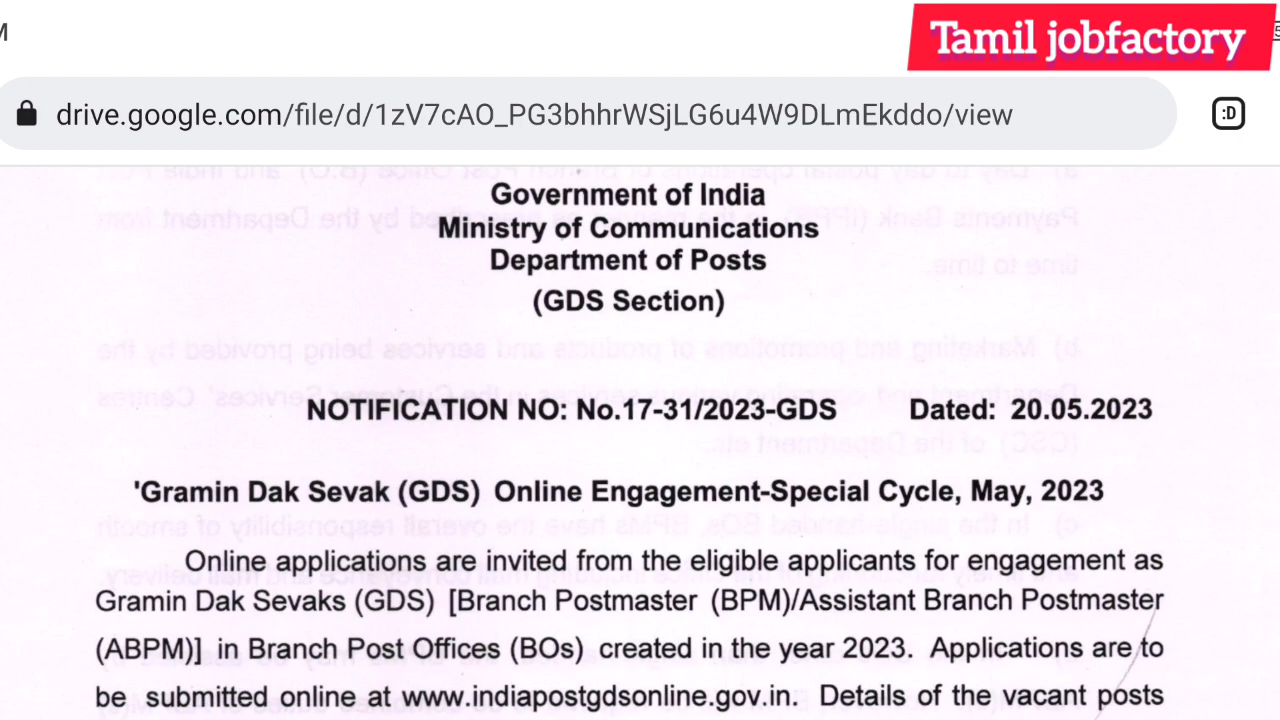 Tamil jobfactory
drive.google.com/file/d/1zV7cAO_PG3bhhrWSjLG6u4W9DLmEkddo/view
:D
Government of India
Ministry of Communications
Department of Posts
(GDS Section)
NOTIFICATION NO: No.17-31/2023-GDS Dated: 20.05.2023
'Gramin Dak Sevak (GDS) Online Engagement-Special Cycle, May, 2023
Online applications are invited from the eligible applicants for engagement as
Gramin Dak Sevaks (GDS) [Branch Postmaster (BPM)/Assistant Branch Postmaster
(ABPM)] in Branch Post Offices (BOs) created in the year 2023. Applications are to
be submitted online at www.indiapostgdsonline.gov.in. Details of the vacant posts